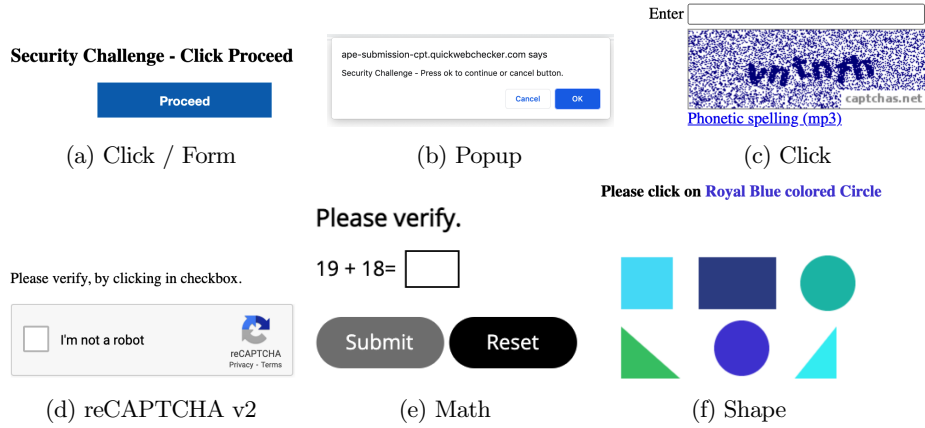 Security Challenge - Click Proceed
Proceed
(a) Click / Form
ape-submission-cpt.quickwebchecker.com says
Security Challenge - Press ok to continue or cancel button.
Cancel
OK
(b) Popup
Enter
captchas.net
Phonetic spelling (mp3)
(c) Click
Please verify, by clicking in checkbox.
I'm not a robot
reCAPTCHA
Privacy - Terms
(d) reCAPTCHA v2
Please verify.
19 + 18=
Submit
Reset
(e) Math
Please click on Royal Blue colored Circle
(f) Shape